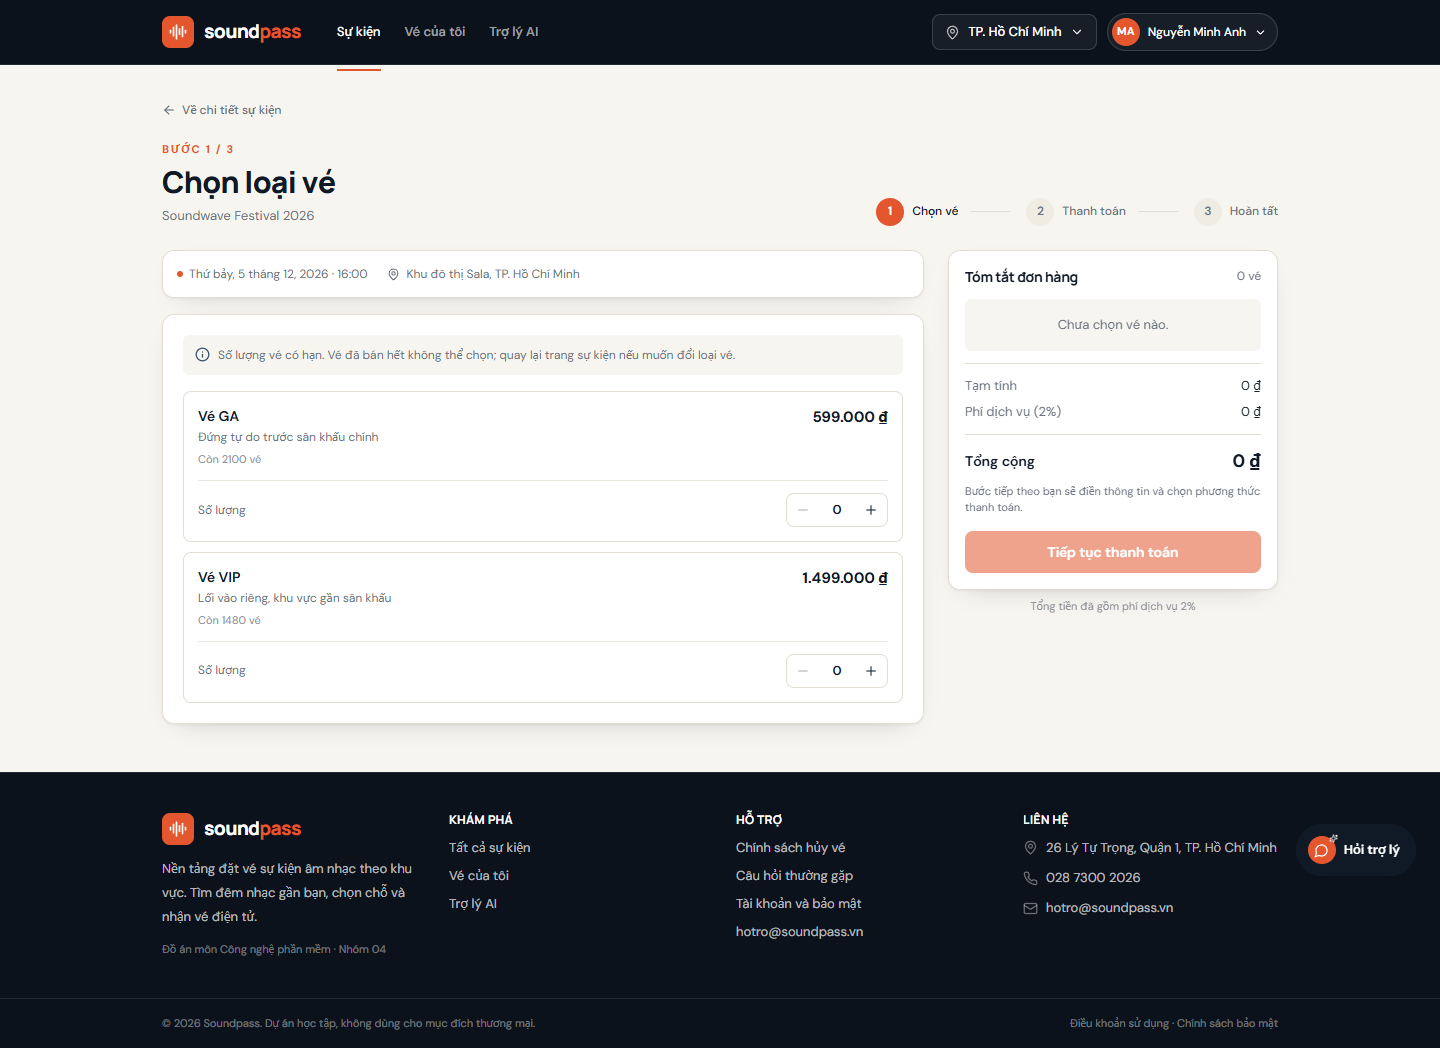 soundpass
Sự kiện
Vé của tôi
Trợ lý AI
TP. Hồ Chí Minh
MA
Nguyễn Minh Anh
Về chi tiết sự kiện
BƯỚC 1 / 3
Chọn loại vé
Soundwave Festival 2026
1 Chọn vé
2 Thanh toán
3 Hoàn tất
Thứ bảy, 5 tháng 12, 2026 · 16:00
Khu đô thị Sala, TP. Hồ Chí Minh
Số lượng vé có hạn. Vé đã bán hết không thể chọn; quay lại trang sự kiện nếu muốn đổi loại vé.
Vé GA
599.000 ₫
Đứng tự do trước sân khấu chính
Còn 2100 vé
Số lượng
0
Vé VIP
1.499.000 ₫
Lối vào riêng, khu vực gần sân khấu
Còn 1480 vé
Số lượng
0
Tóm tắt đơn hàng
0 vé
Chưa chọn vé nào.
Tạm tính
0 ₫
Phí dịch vụ (2%)
0 ₫
Tổng cộng
0 ₫
Bước tiếp theo bạn sẽ điền thông tin và chọn phương thức
thanh toán.
Tiếp tục thanh toán
Tổng tiền đã gồm phí dịch vụ 2%
soundpass
Nền tảng đặt vé sự kiện âm nhạc theo khu
vực. Tìm đêm nhạc gần bạn, chọn chỗ và
nhận vé điện tử.
Đồ án môn Công nghệ phần mềm · Nhóm 04
KHÁM PHÁ
Tất cả sự kiện
Vé của tôi
Trợ lý AI
HỖ TRỢ
Chính sách hủy vé
Câu hỏi thường gặp
Tài khoản và bảo mật
hotro@soundpass.vn
LIÊN HỆ
26 Lý Tự Trọng, Quận 1, TP. Hồ Chí Minh
028 7300 2026
hotro@soundpass.vn
Hỏi trợ lý
© 2026 Soundpass. Dự án học tập, không dùng cho mục đích thương mại.
Điều khoản sử dụng · Chính sách bảo mật